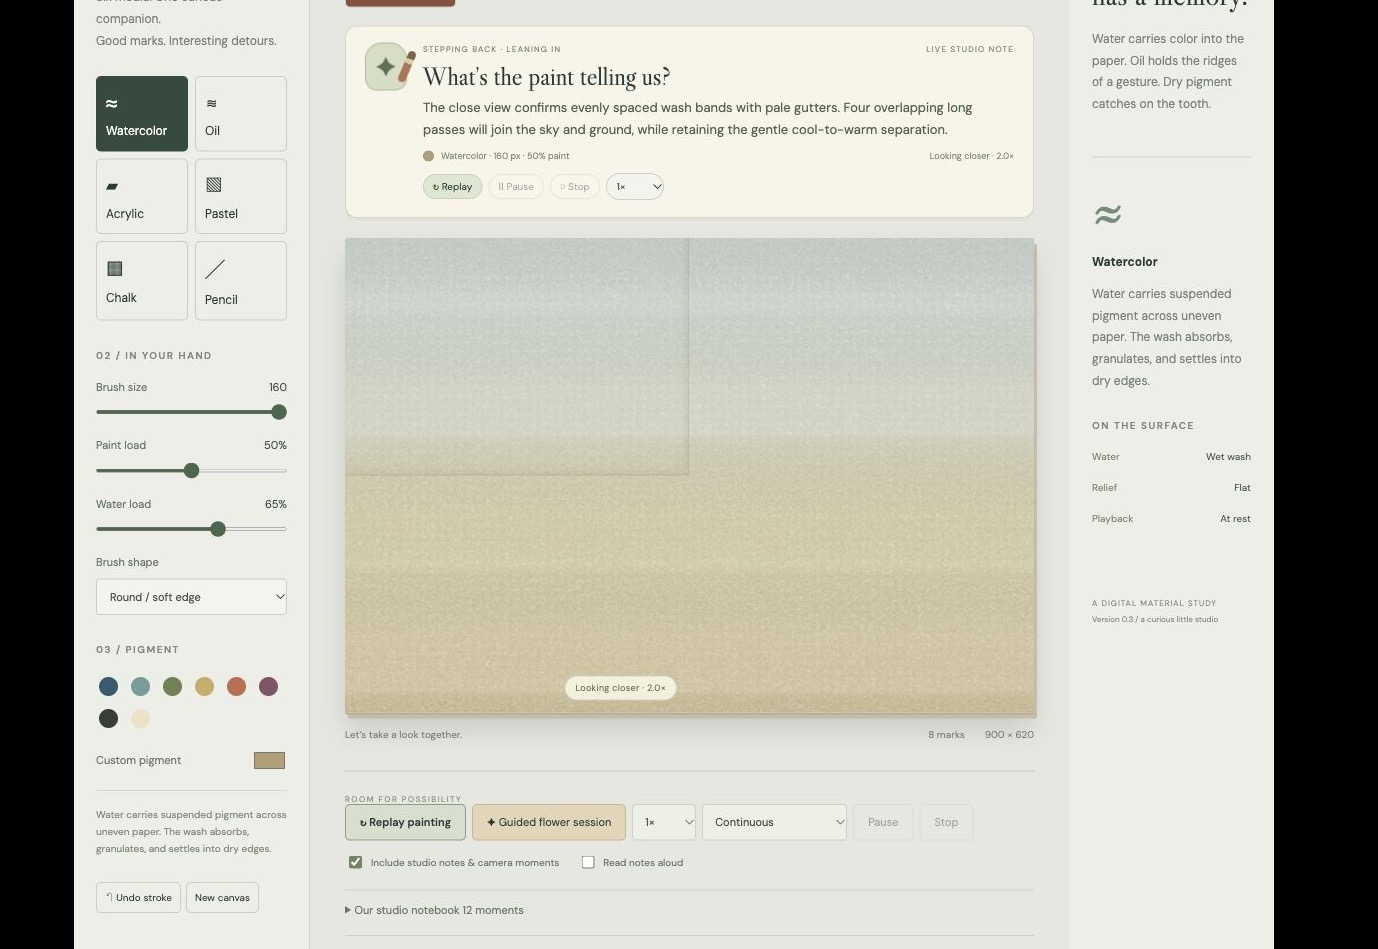 companion.
Good marks. Interesting detours.
≈
Watercolor
≋
Oil
Acrylic
Pastel
Chalk
Pencil
02 / IN YOUR HAND
Brush size 160
Paint load 50%
Water load 65%
Brush shape
Round / soft edge
03 / PIGMENT
Custom pigment
Water carries suspended pigment across
uneven paper. The wash absorbs,
granulates, and settles into dry edges.
Undo stroke
New canvas
STEPPING BACK · LEANING IN
LIVE STUDIO NOTE
What's the paint telling us?
The close view confirms evenly spaced wash bands with pale gutters. Four overlapping long
passes will join the sky and ground, while retaining the gentle cool-to-warm separation.
Watercolor · 160 px · 50% paint
Looking closer · 2.0×
↻ Replay
II Pause
Stop
1×
Looking closer · 2.0×
Let's take a look together.
8 marks 900 × 620
ROOM FOR POSSIBILITY
↻ Replay painting
✦ Guided flower session
1×
Continuous
Pause
Stop
Include studio notes & camera moments
Read notes aloud
Our studio notebook 12 moments
has a memory.
Water carries color into the
paper. Oil holds the ridges
of a gesture. Dry pigment
catches on the tooth.
≈
Watercolor
Water carries suspended
pigment across uneven
paper. The wash absorbs,
granulates, and settles into
dry edges.
ON THE SURFACE
Water Wet wash
Relief Flat
Playback At rest
A DIGITAL MATERIAL STUDY
Version 0.3 / a curious little studio